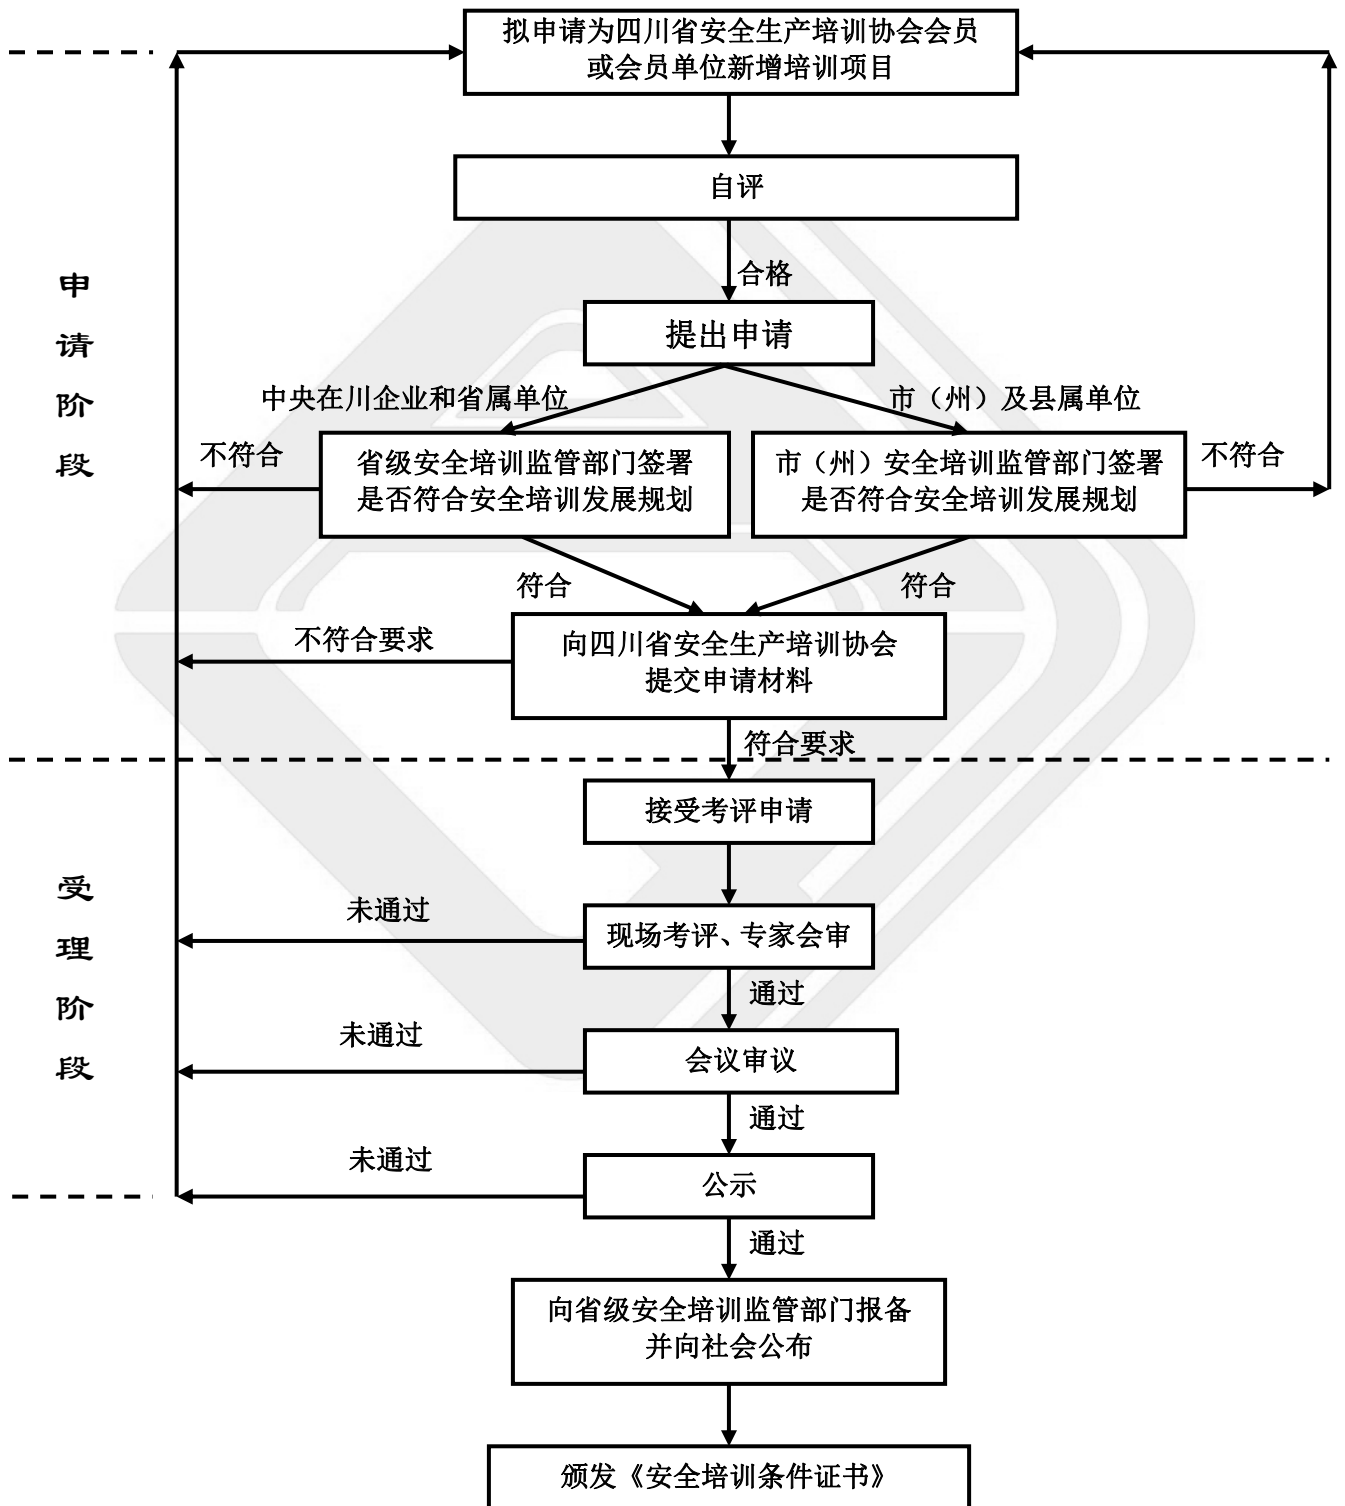 拟申请为四川省安全生产培训协会会员
或会员单位新增培训项目
自评
合格
提出申请
中央在川企业和省属单位
市（州）及县属单位
不符合
省级安全培训监管部门签署
是否符合安全培训发展规划
市（州）安全培训监管部门签署
是否符合安全培训发展规划
不符合
符合
符合
不符合要求
向四川省安全生产培训协会
提交申请材料
符合要求
申
请
阶
段
接受考评申请
未通过
现场考评、专家会审
通过
未通过
会议审议
通过
未通过
公示
通过
受
理
阶
段
向省级安全培训监管部门报备
并向社会公布
颁发《安全培训条件证书》